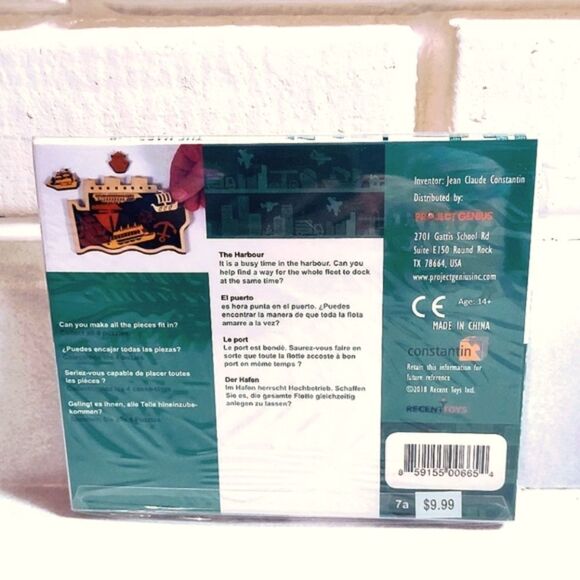 Can you make all tha pieces fit in?
¿Puedes encajar todas las piezas?
Seriez-vous capable de placer toutes
les pièces ?
Gelingt es ihnen, alle Teile hineinzube-
kommen?
The Harbour
It is a busy time in the harbour. Can you
help find a way for the whole fleet to dock
at the same time?
El puerto
es hora punta en el puerto. ¿Puedes
encontrar la manera de que toda la flota
amarre a la vez?
Le port
Le port est bondé. Saurez-vous faire en
sorte que toute la flotte accoste à bon
port en même temps ?
Der Hafen
Im Hafen herrscht Hochbetrieb. Schaffen
Sie es, die gesamte Flotte gleichzeitig
anlegen zu lassen?
Inventor: Jean Claude Constantin
Distributed by:
PROJECT GENIUS
2701 Gattis School Rd
Suite E150 Round Rock
TX 78664, USA
www.projectgeniusinc.com
CE Age: 14+
MADE IN CHINA
constantin
Retain this information for
future reference
©2018 Recent Toys Intl.
RECENT TOYS
8 59155 00665 4
7a $9.99